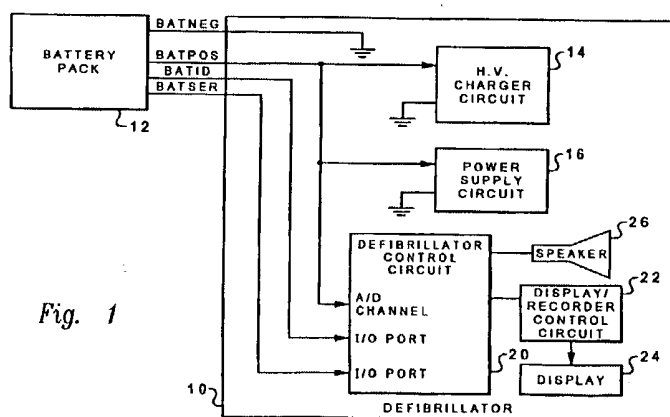 BATNEG
BATTERY
PACK
BATPOS
BATID
BATSER
12
H.V.
CHARGER
CIRCUIT
14
POWER
SUPPLY
CIRCUIT
16
DEFIBRILLATOR
CONTROL
CIRCUIT
A/D
CHANNEL
I/O PORT
I/O PORT
20
SPEAKER
26
DISPLAY/
RECORDER
CONTROL
CIRCUIT
22
DISPLAY
24
Fig. 1
10
DEFIBRILLATOR